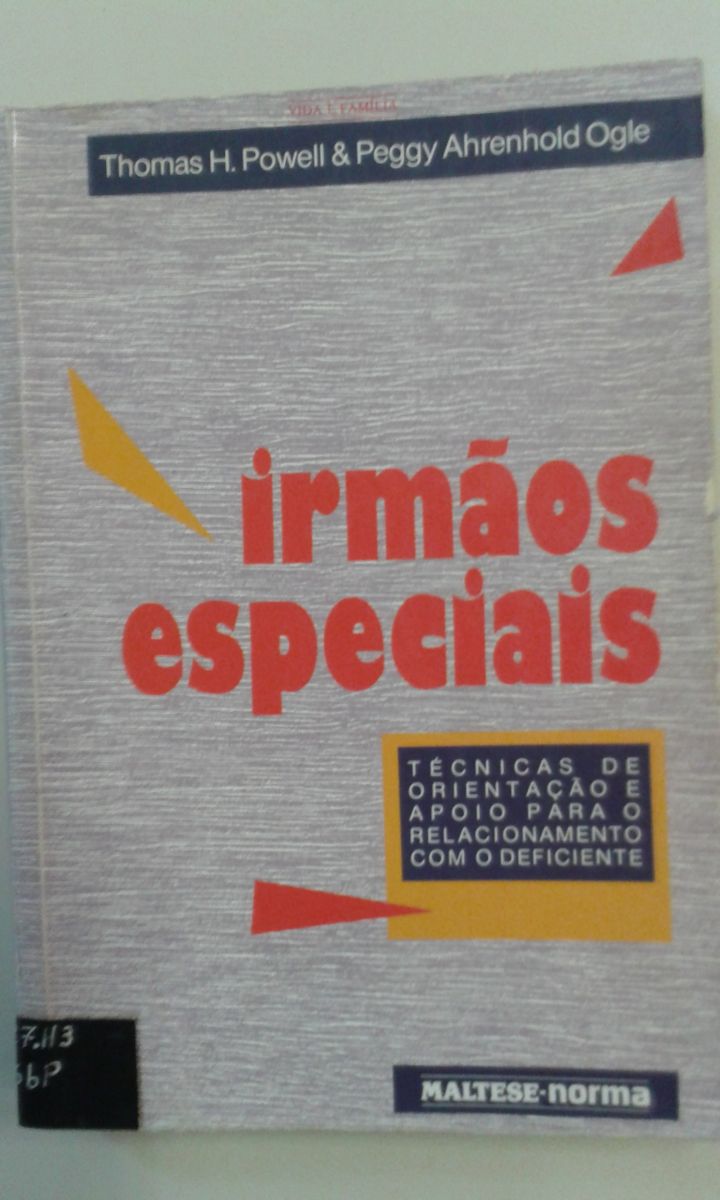 VIDA E FAMÍLIA
Thomas H. Powell & Peggy Ahrenhold Ogle
irmãos
especiais
TÉCNICAS DE
ORIENTAÇÃO E
APOIO PARA O
RELACIONAMENTO
COM O DEFICIENTE
7.113
6P
MALTESE-norma